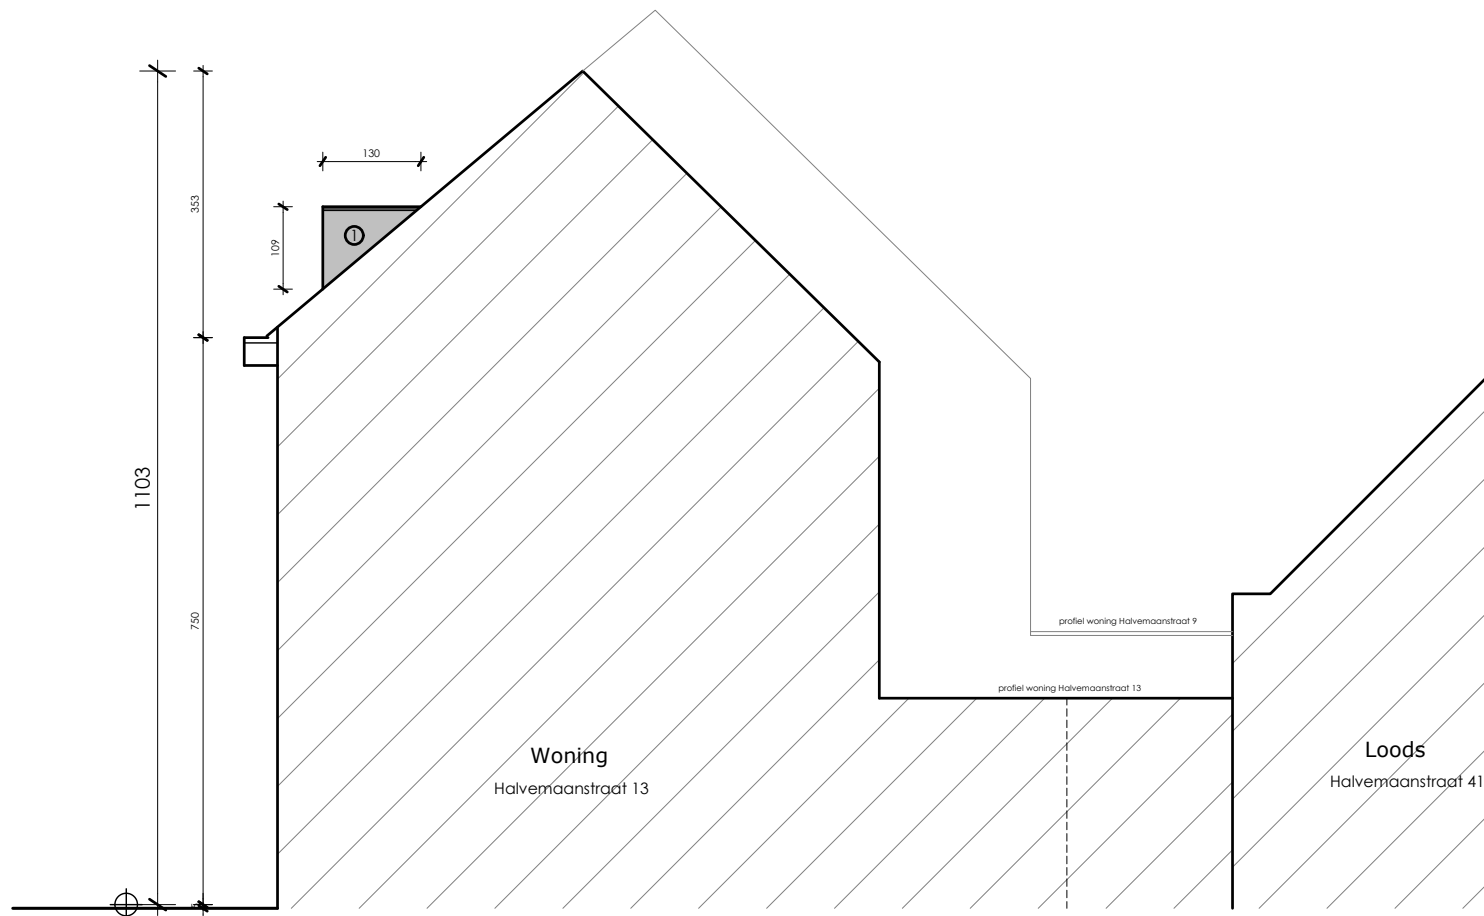 130
353
109
1
1103
750
profiel woning Halvemaanstraat 9
profiel woning Halvemaanstraat 13
Woning
Halvemaanstraat 13
Loods
Halvemaanstraat 41